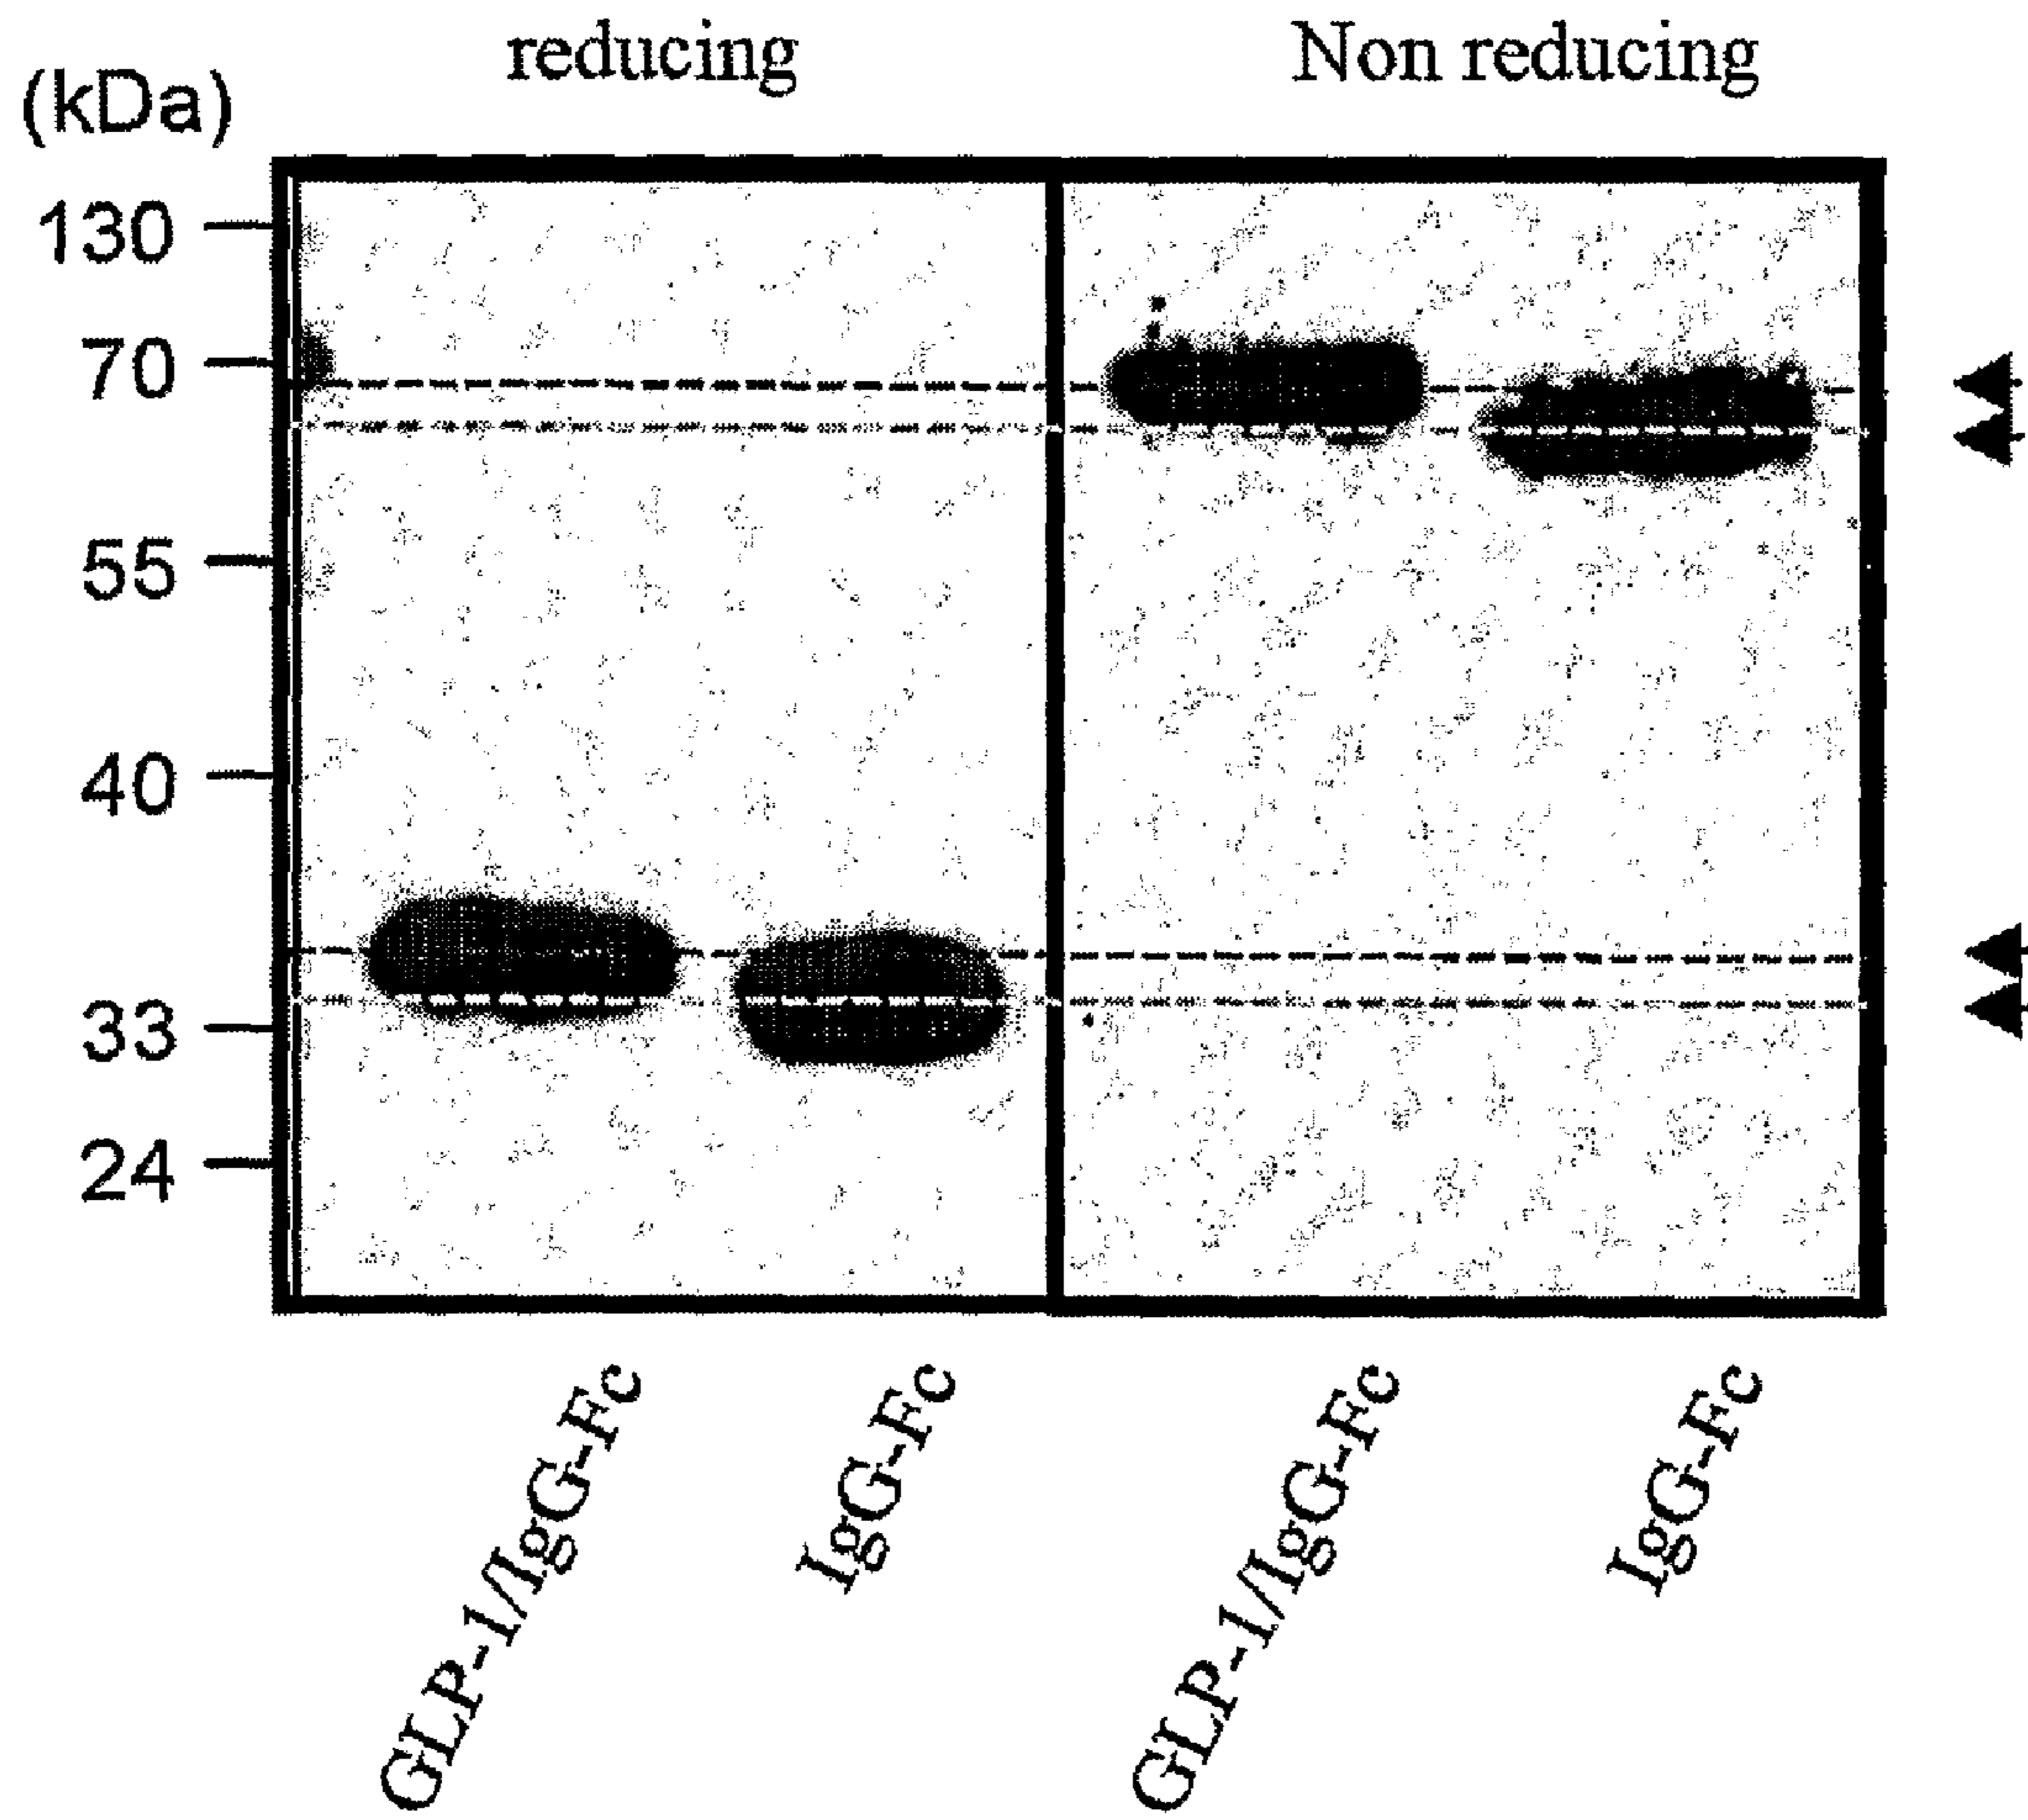 reducing
Non reducing
(kDa)
130
70
55
40
33
24
GLP-1/IgG-Fc
IgG-Fc
GLP-1/IgG-Fc
IgG-Fc